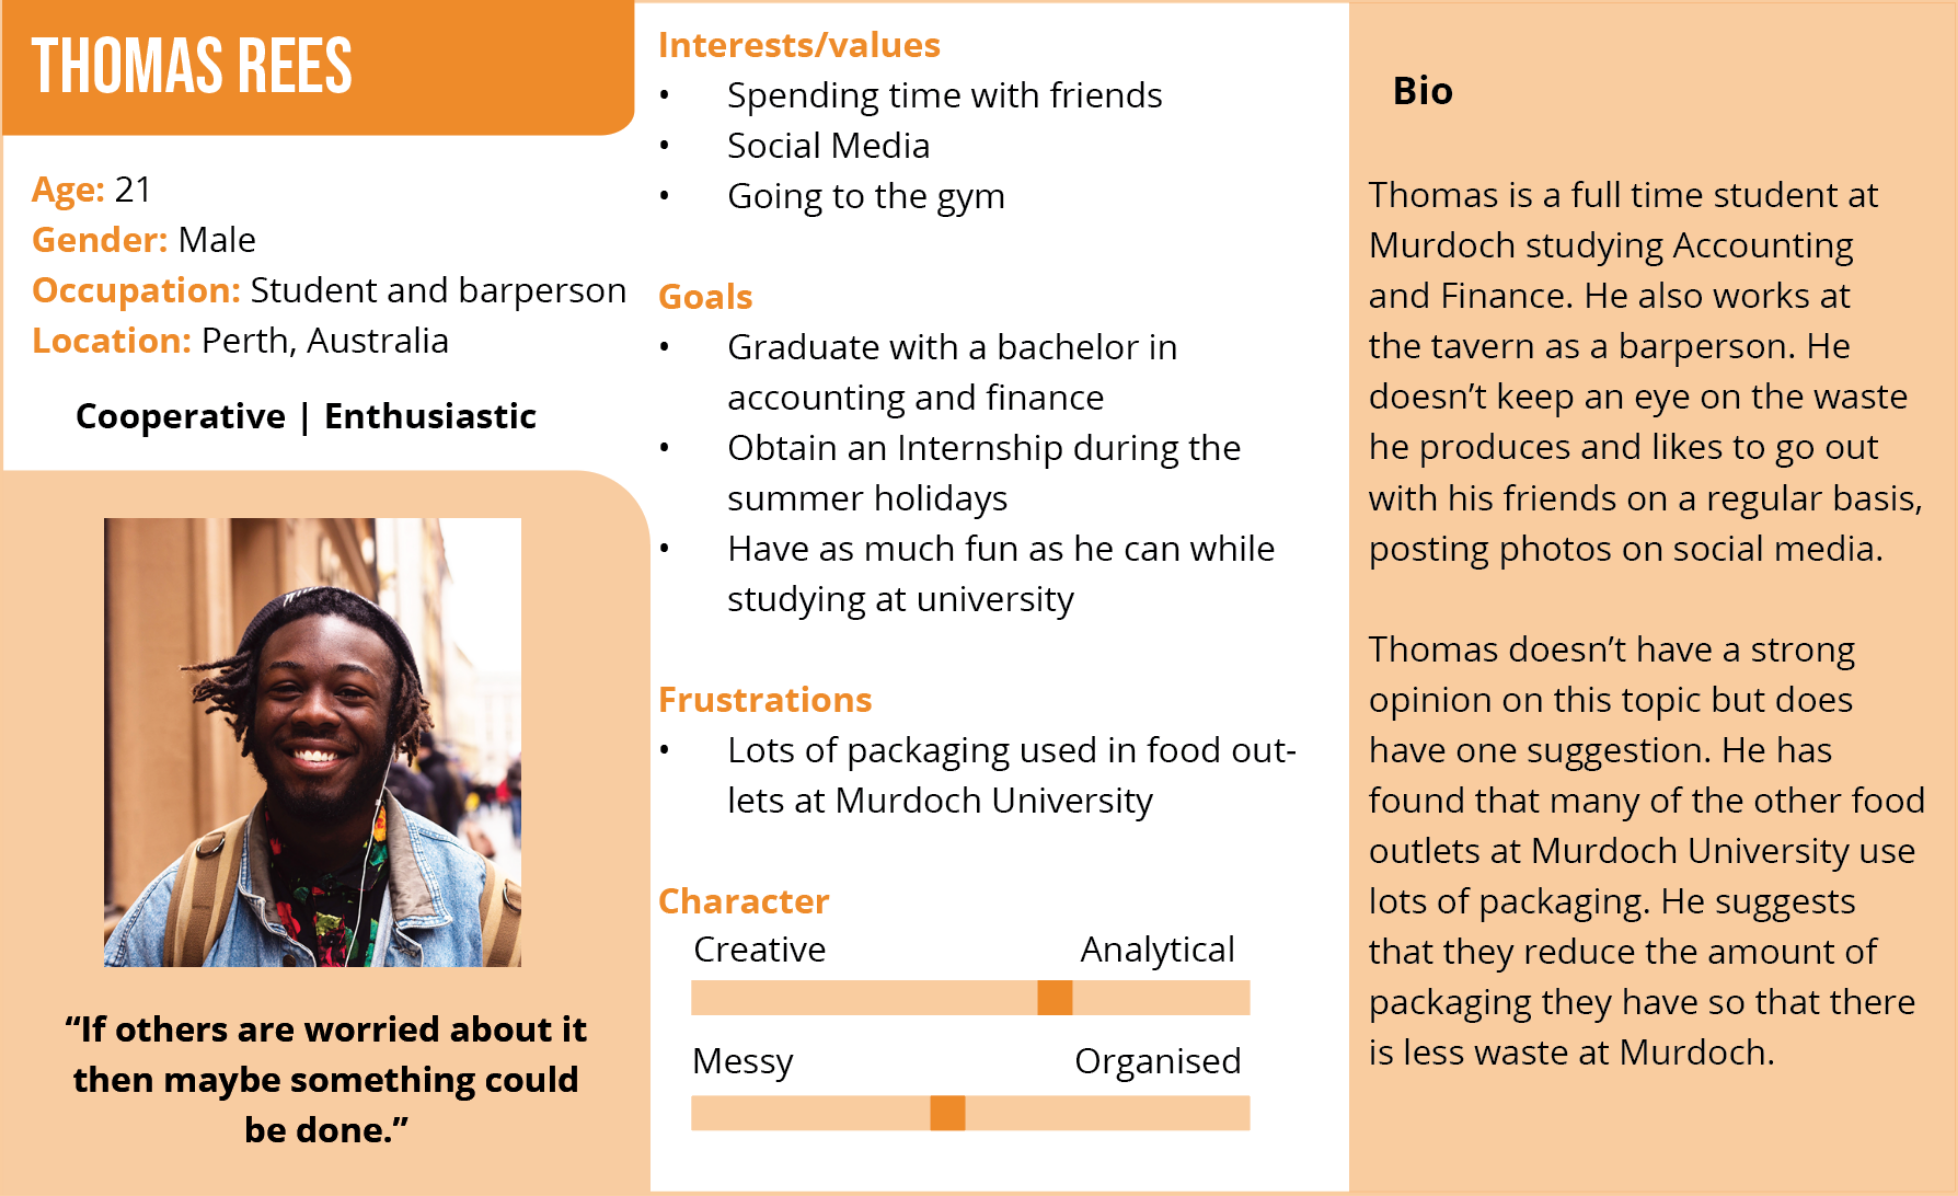 THOMAS REES
Age: 21
Gender: Male
Occupation: Student and barperson
Location: Perth, Australia
Cooperative | Enthusiastic
“If others are worried about it
then maybe something could
be done.”
Interests/values
• Spending time with friends
• Social Media
• Going to the gym
Goals
• Graduate with a bachelor in
accounting and finance
• Obtain an Internship during the
summer holidays
• Have as much fun as he can while
studying at university
Frustrations
• Lots of packaging used in food out-
lets at Murdoch University
Character
Creative Analytical
Messy Organised
Bio
Thomas is a full time student at
Murdoch studying Accounting
and Finance. He also works at
the tavern as a barperson. He
doesn’t keep an eye on the waste
he produces and likes to go out
with his friends on a regular basis,
posting photos on social media.
Thomas doesn’t have a strong
opinion on this topic but does
have one suggestion. He has
found that many of the other food
outlets at Murdoch University use
lots of packaging. He suggests
that they reduce the amount of
packaging they have so that there
is less waste at Murdoch.